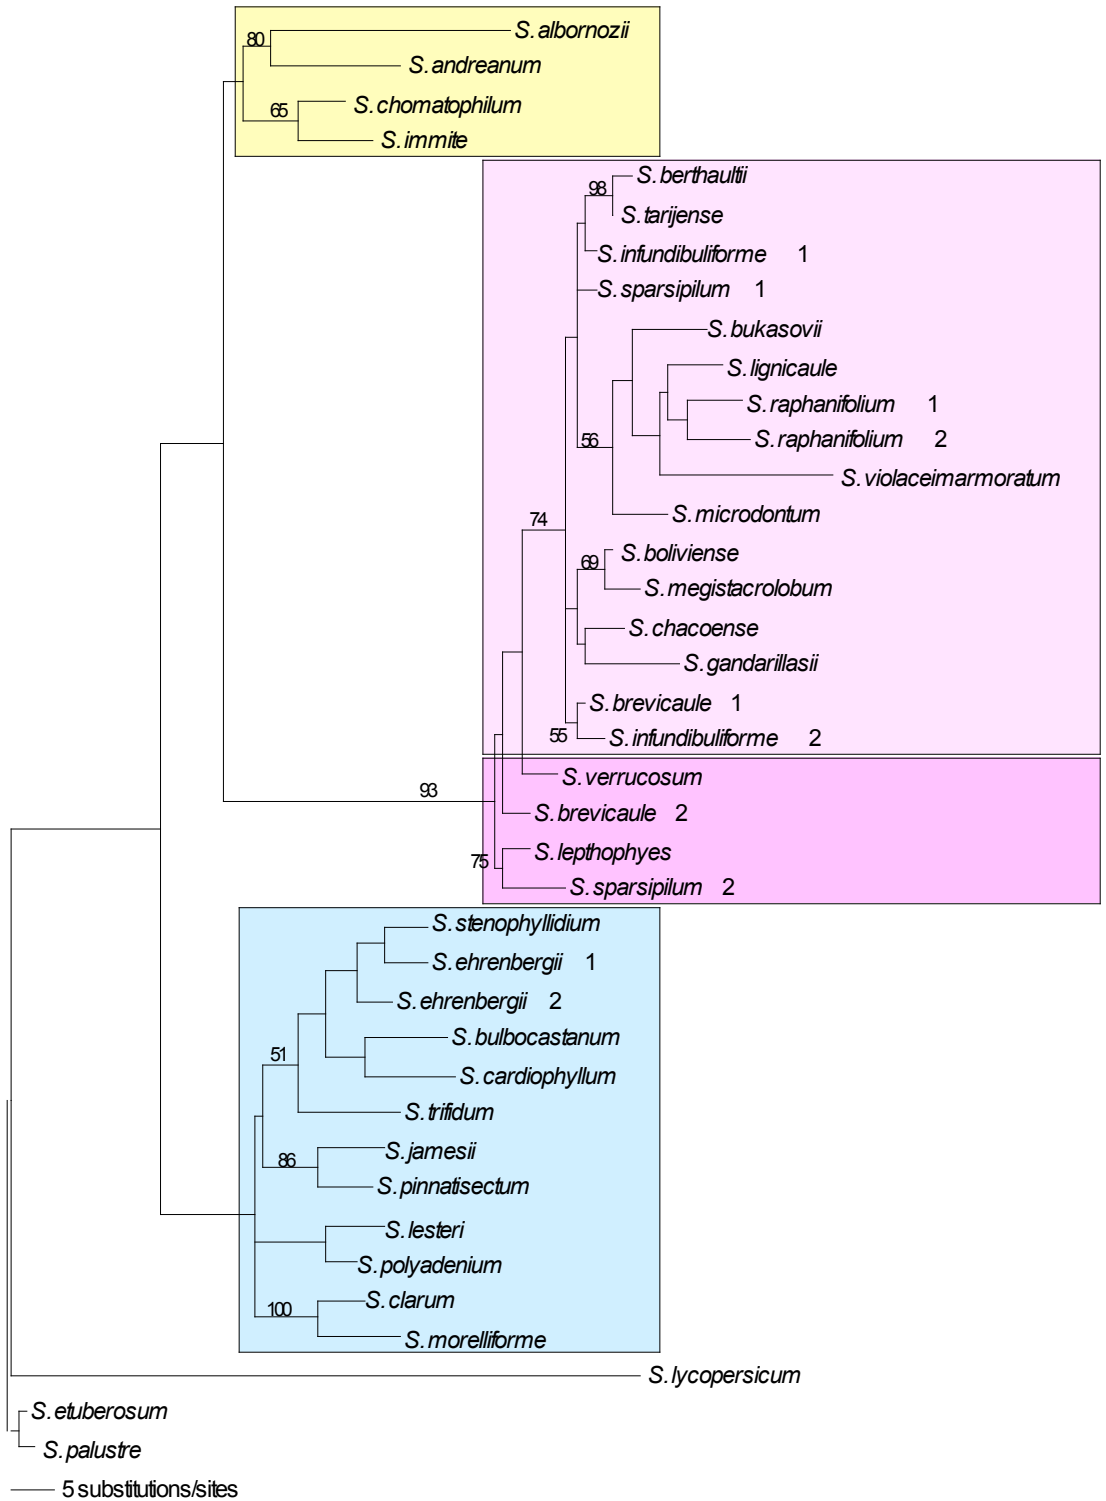 S. albornozii
80
S. andreanum
S. chomatophilum
65
S. immite
S. berthaultii
98
S. tarijense
S. infundibuliforme 1
S. sparsipilum 1
S. bukasovii
S. lignicaule
S. raphanifolium 1
56
S. raphanifolium 2
S. violaceimarmoratum
S. microdontum
74
S. boliviense
69
S. megistacrolobum
S. chacoense
S. gandarillasii
S. brevicaule 1
55
S. infundibuliforme 2
S. verrucosum
93
S. brevicaule 2
S. lepthophyes
75
S. sparsipilum 2
S. stenophyllidium
S. ehrenbergii 1
S. ehrenbergii 2
S. bulbocastanum
51
S. cardiophyllum
S. trifidum
S. jamesii
86
S. pinnatisectum
S. lesteri
S. polyadenium
S. clarum
100
S. morelliforme
S. lycopersicum
S. etuberosum
S. palustre
5 substitutions/sites